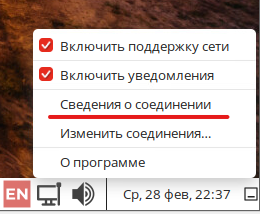 Включить поддержку сети
Включить уведомления
Сведения о соединении
Изменить соединения...
О программе
EN Ср, 28 фев, 22:37